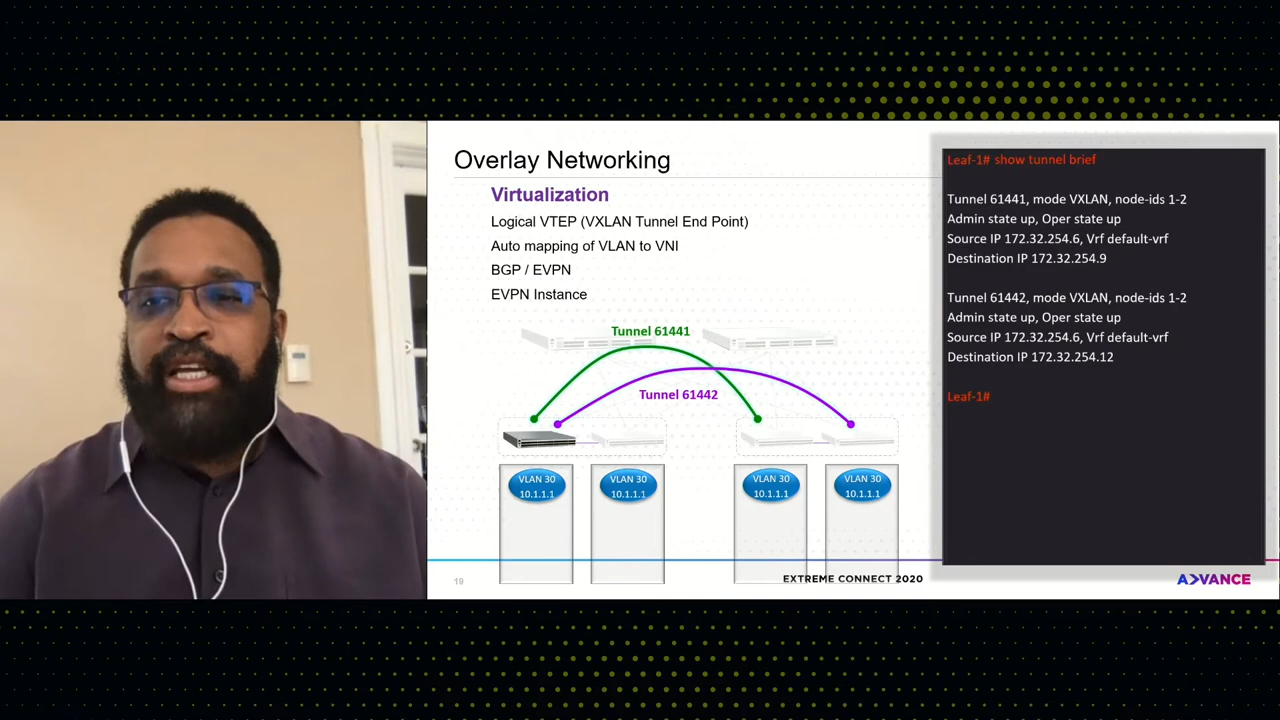 Overlay Networking
Virtualization
Logical VTEP (VXLAN Tunnel End Point)
Auto mapping of VLAN to VNI
BGP / EVPN
EVPN Instance
Tunnel 61441
Tunnel 61442
VLAN 30
10.1.1.1
VLAN 30
10.1.1.1
VLAN 30
10.1.1.1
VLAN 30
10.1.1.1
19
EXTREME CONNECT 2020
Leaf-1# show tunnel brief
Tunnel 61441, mode VXLAN, node-ids 1-2
Admin state up, Oper state up
Source IP 172.32.254.6, Vrf default-vrf
Destination IP 172.32.254.9
Tunnel 61442, mode VXLAN, node-ids 1-2
Admin state up, Oper state up
Source IP 172.32.254.6, Vrf default-vrf
Destination IP 172.32.254.12
Leaf-1#
ADVANCE